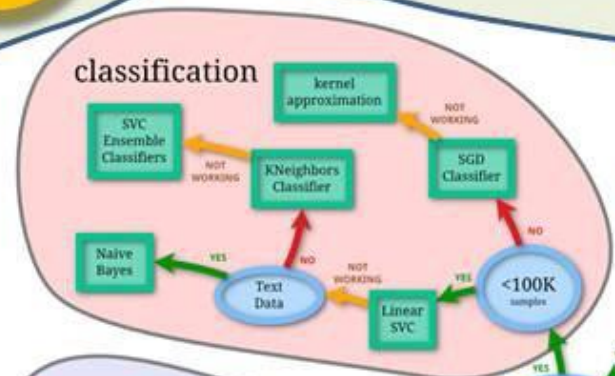 classification
kernel
approximation
NOT
WORKING
SVC
Ensemble
Classifiers
NOT
WORKING
KNeighbors
Classifier
SGD
Classifier
NO
Naive
Bayes
YES
NO
Text
Data
NOT
WORKING
Linear
SVC
YES
<100K
samples
YES